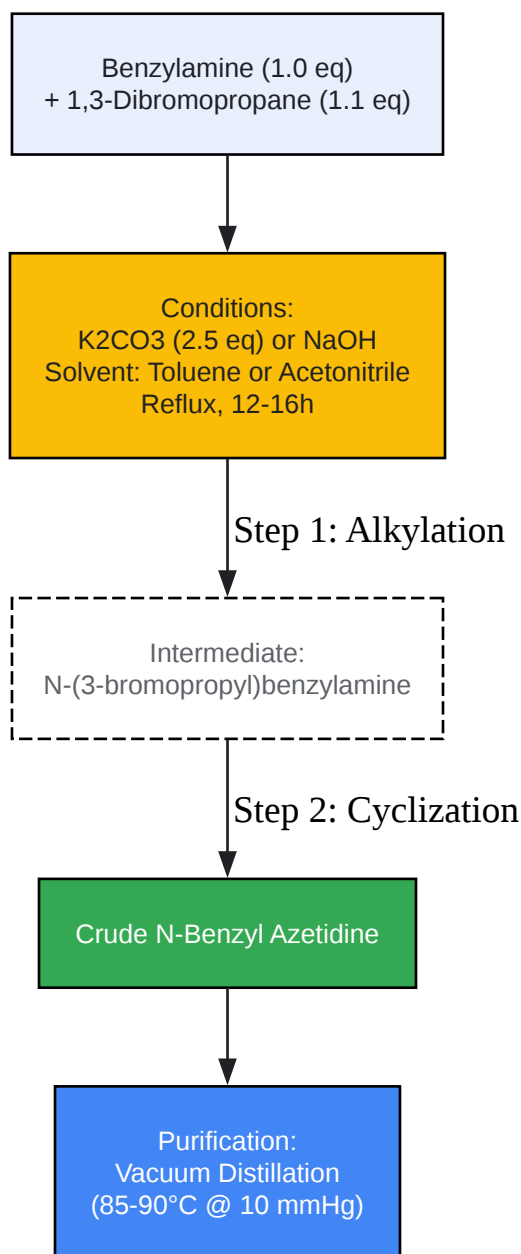 Benzylamine (1.0 eq)
+ 1,3-Dibromopropane (1.1 eq)
Conditions:
K2CO3 (2.5 eq) or NaOH
Solvent: Toluene or Acetonitrile
Reflux, 12-16h
Step 1: Alkylation
Intermediate:
N-(3-bromopropyl)benzylamine
Step 2: Cyclization
Crude N-Benzyl Azetidine
Purification:
Vacuum Distillation
(85-90°C @ 10 mmHg)